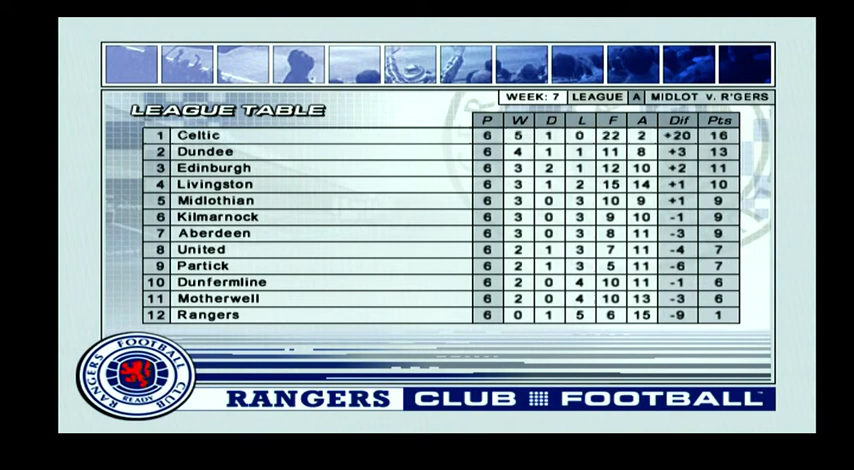 WEEK: 7 LEAGUE A MIDLOT V. R'GERS
LEAGUE TABLE
P W D L F A Dif Pts
1 Celtic 6 5 1 0 22 2 +20 16
2 Dundee 6 4 1 1 11 8 +3 13
3 Edinburgh 6 3 2 1 12 10 +2 11
4 Livingston 6 3 1 2 15 14 +1 10
5 Midlothian 6 3 0 3 10 9 +1 9
6 Kilmarnock 6 3 0 3 9 10 -1 9
7 Aberdeen 6 3 0 3 8 11 -3 9
8 United 6 2 1 3 7 11 -4 7
9 Partick 6 2 1 3 5 11 -6 7
10 Dunfermline 6 2 0 4 10 11 -1 6
11 Motherwell 6 2 0 4 10 13 -3 6
12 Rangers 6 0 1 5 6 15 -9 1
RANGERS FOOTBALL CLUB
READY
RANGERS CLUB FOOTBALL™